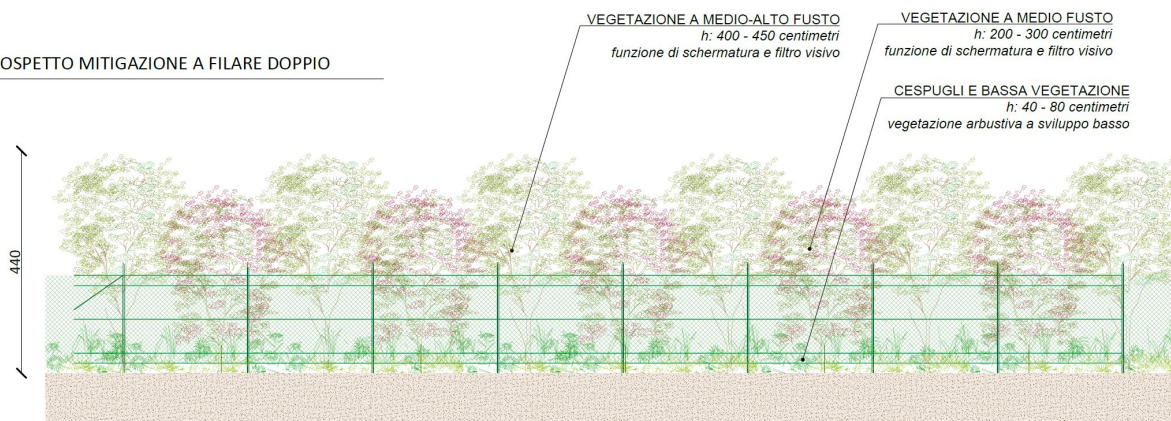 VEGETAZIONE A MEDIO-ALTO FUSTO
h: 400 - 450 centimetri
funzione di schermatura e filtro visivo
VEGETAZIONE A MEDIO FUSTO
h: 200 - 300 centimetri
funzione di schermatura e filtro visivo
OSPETTO MITIGAZIONE A FILARE DOPPIO
CESPUGLI E BASSA VEGETAZIONE
h: 40 - 80 centimetri
vegetazione arbustiva a sviluppo basso
440